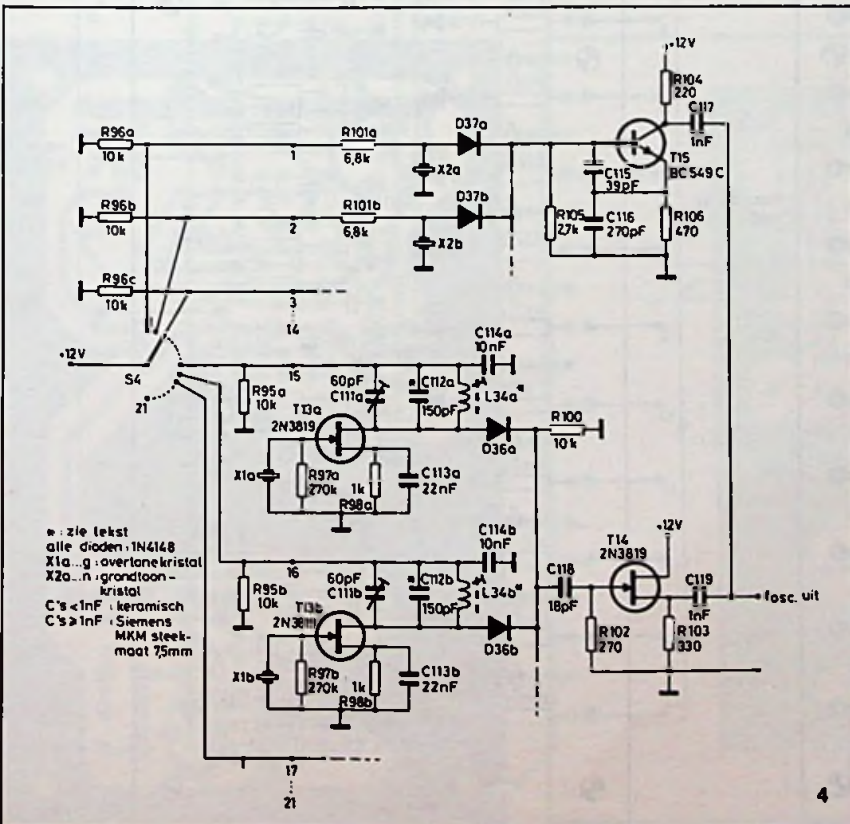 +12V
R104
220
C117
1nF
T15
BC 549 C
R96a
10k
1
R101a
6,8k
D37a
X2a
C115
39pF
R96b
10k
2
R101b
6,8k
D37b
X2b
R105
2,7k
C116
270pF
R106
470
R96c
10k
3
14
+12V
S4
21
15
C114a
10nF
R95a
10k
60pF
C111a
*
C112a
150pF
L34a*
T13a
2N3819
D36a
R100
10k
X1a
R97a
270k
1k
R98a
C113a
22nF
16
C114b
10nF
R95b
10k
60pF
C111b
*
C112b
150pF
L34b*
T13b
D36b
X1b
R97b
270k
1k
R98b
C113b
22nF
C118
18pF
T14
2N3819
+12V
C119
1nF
fosc. uit
R102
270
R103
330
17
21
* : zie tekst
alle dioden : 1N4148
X1a...g : overtonekristal
X2a...n : grondtoon-
kristal
C's < 1nF : keramisch
C's ≥ 1nF : Siemens
MKM steek-
maat 7,5mm
4